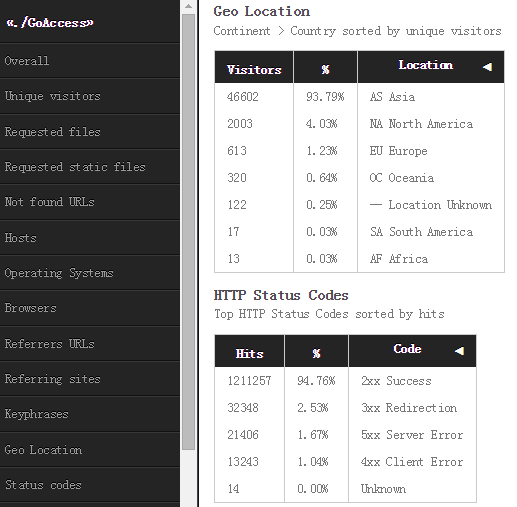 «./GoAccess»
Overall
Unique visitors
Requested files
Requested static files
Not found URLs
Hosts
Operating Systems
Browsers
Referrers URLs
Referring sites
Keyphrases
Geo Location
Status codes
Geo Location
Continent > Country sorted by unique visitors
Visitors % Location ◀
46602 93.79% AS Asia
2003 4.03% NA North America
613 1.23% EU Europe
320 0.64% OC Oceania
122 0.25% -- Location Unknown
17 0.03% SA South America
13 0.03% AF Africa
HTTP Status Codes
Top HTTP Status Codes sorted by hits
Hits % Code ◀
1211257 94.76% 2xx Success
32348 2.53% 3xx Redirection
21406 1.67% 5xx Server Error
13243 1.04% 4xx Client Error
14 0.00% Unknown